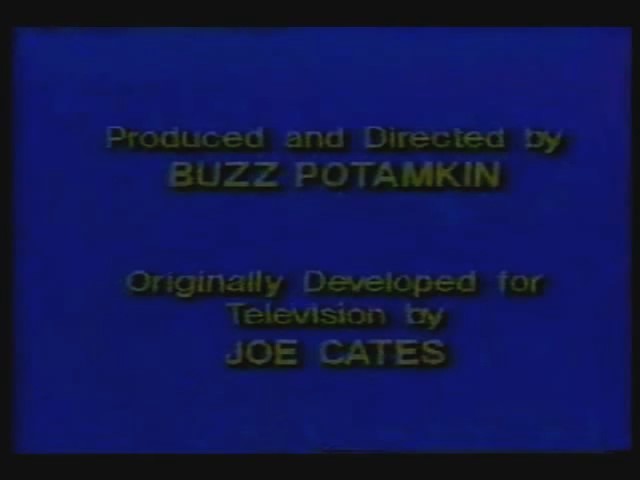 Produced and Directed by
BUZZ POTAMKIN
Originally Developed for
Television by
JOE CATES